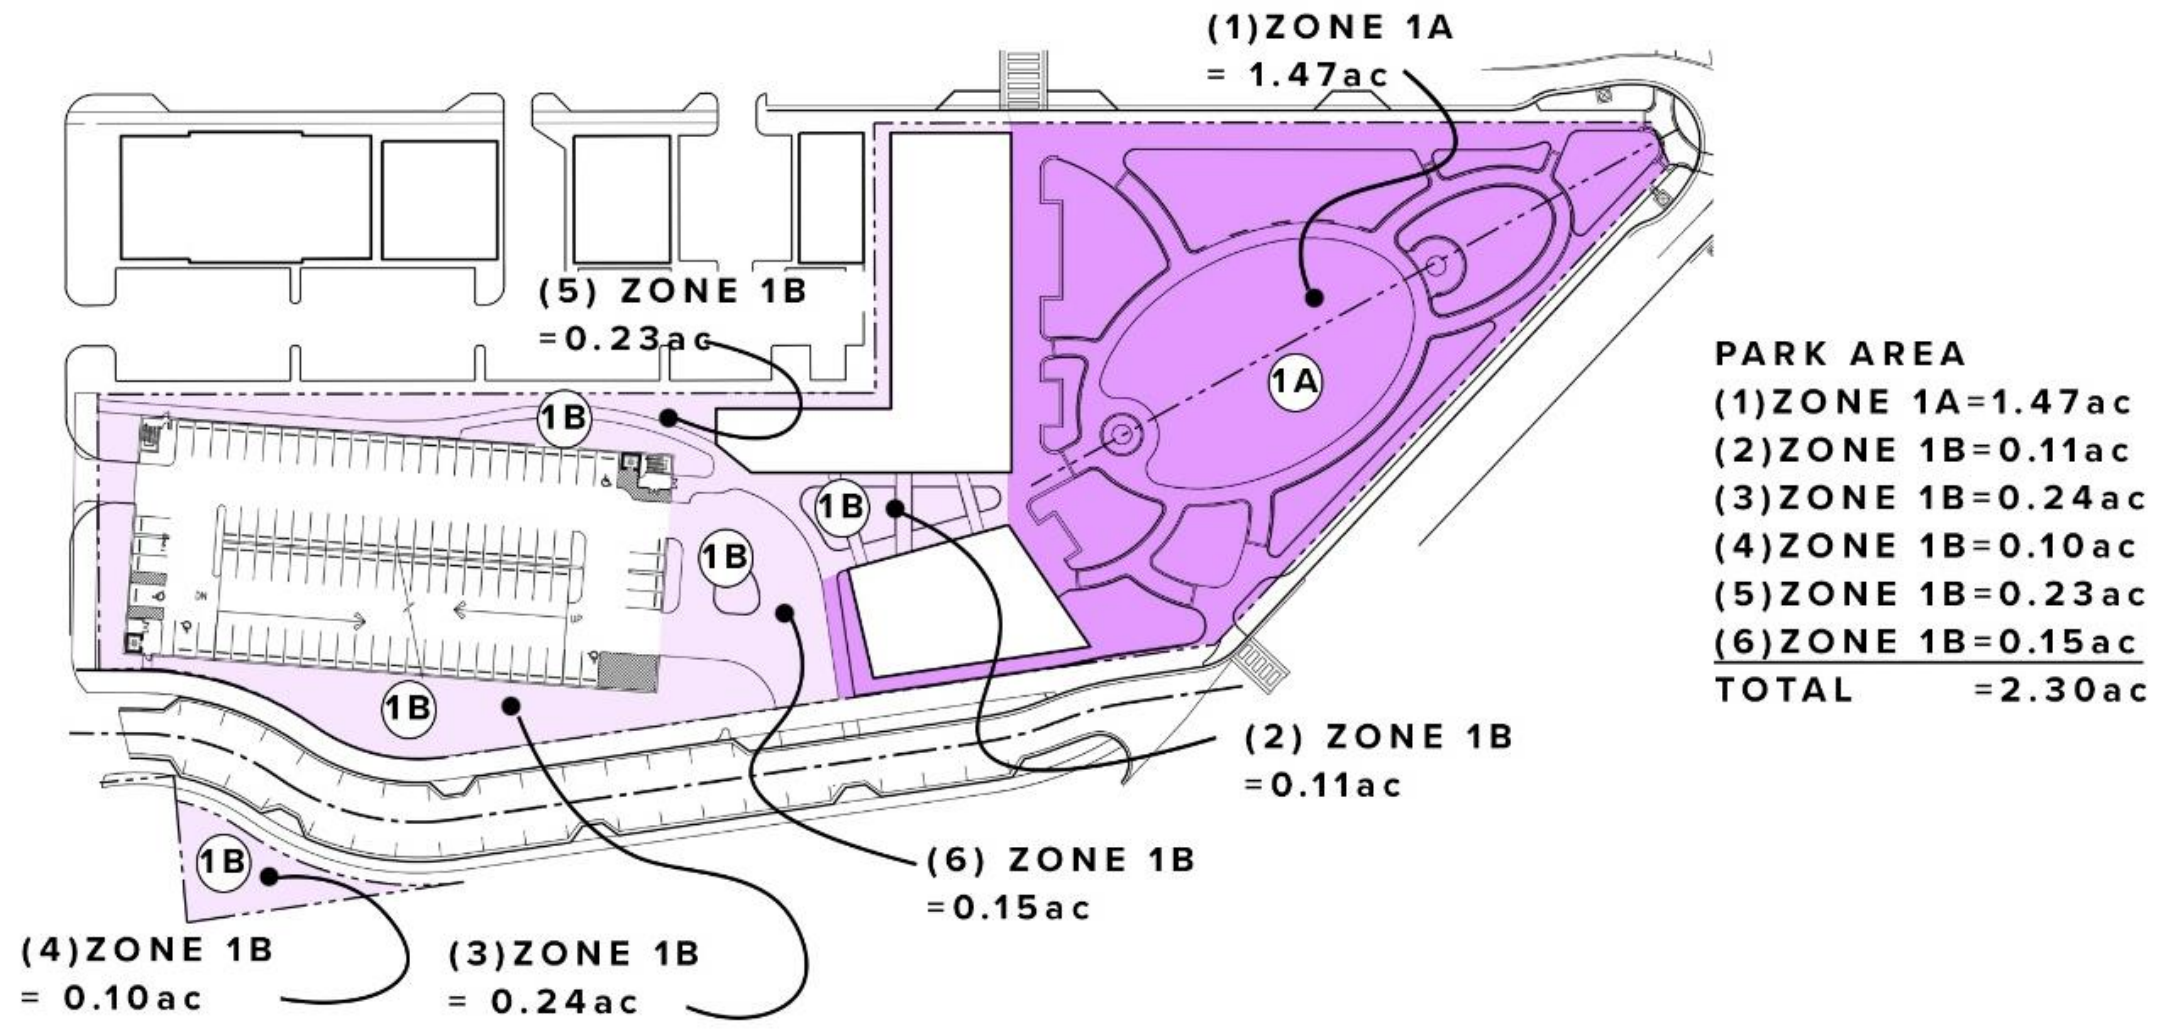 (1)ZONE 1A
= 1.47ac
(5) ZONE 1B
=0.23ac
1A
1B
1B
1B
DN
UP
1B
1B
PARK AREA
(1)ZONE 1A=1.47ac
(2)ZONE 1B=0.11ac
(3)ZONE 1B=0.24ac
(4)ZONE 1B=0.10ac
(5)ZONE 1B=0.23ac
(6)ZONE 1B=0.15ac
TOTAL =2.30ac
(2) ZONE 1B
=0.11ac
(6) ZONE 1B
=0.15ac
(4)ZONE 1B
= 0.10ac
(3)ZONE 1B
= 0.24ac